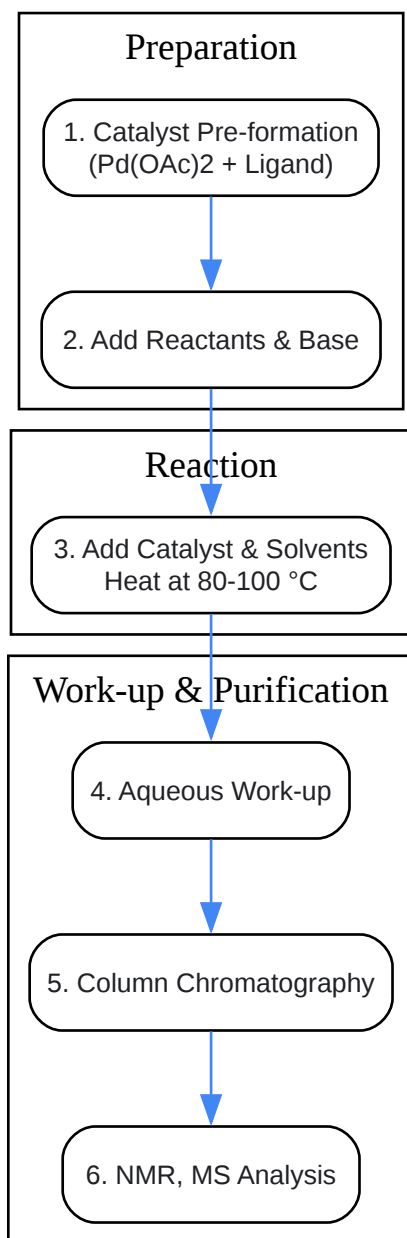 Preparation
1. Catalyst Pre-formation
(Pd(OAc)2 + Ligand)
2. Add Reactants & Base
Reaction
3. Add Catalyst & Solvents
Heat at 80-100 °C
Work-up & Purification
4. Aqueous Work-up
5. Column Chromatography
6. NMR, MS Analysis